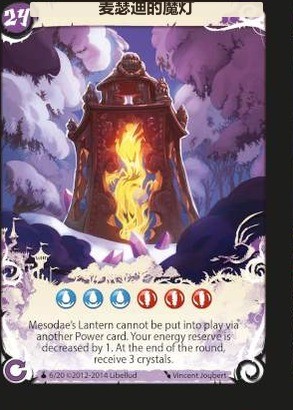 麦瑟迪的魔灯
24
Mesodae's Lantern cannot be put into play via
another Power card. Your energy reserve is
decreased by 1. At the end of the round,
receive 3 crystals.
6/20 ©2012-2014 Libellud Vincent Joubert